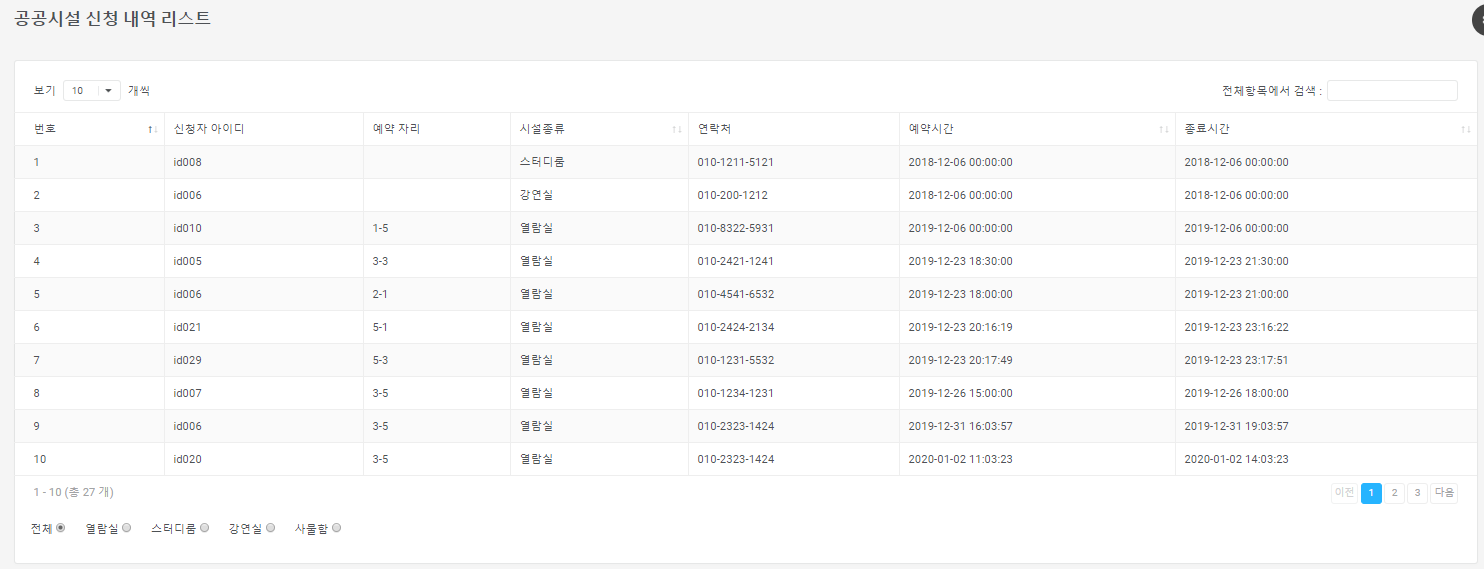 공공시설 신청 내역 리스트
보기 10 개씩 전체항목에서 검색 :
번호 신청자 아이디 예약 자리 시설종류 연락처 예약시간 종료시간
1 id008 스터디룸 010-1211-5121 2018-12-06 00:00:00 2018-12-06 00:00:00
2 id006 강연실 010-200-1212 2018-12-06 00:00:00 2018-12-06 00:00:00
3 id010 1-5 열람실 010-8322-5931 2019-12-06 00:00:00 2019-12-06 00:00:00
4 id005 3-3 열람실 010-2421-1241 2019-12-23 18:30:00 2019-12-23 21:30:00
5 id006 2-1 열람실 010-4541-6532 2019-12-23 18:00:00 2019-12-23 21:00:00
6 id021 5-1 열람실 010-2424-2134 2019-12-23 20:16:19 2019-12-23 23:16:22
7 id029 5-3 열람실 010-1231-5532 2019-12-23 20:17:49 2019-12-23 23:17:51
8 id007 3-5 열람실 010-1234-1231 2019-12-26 15:00:00 2019-12-26 18:00:00
9 id006 3-5 열람실 010-2323-1424 2019-12-31 16:03:57 2019-12-31 19:03:57
10 id020 3-5 열람실 010-2323-1424 2020-01-02 11:03:23 2020-01-02 14:03:23
1 - 10 (총 27 개) 이전 1 2 3 다음
전체 열람실 스터디룸 강연실 사물함